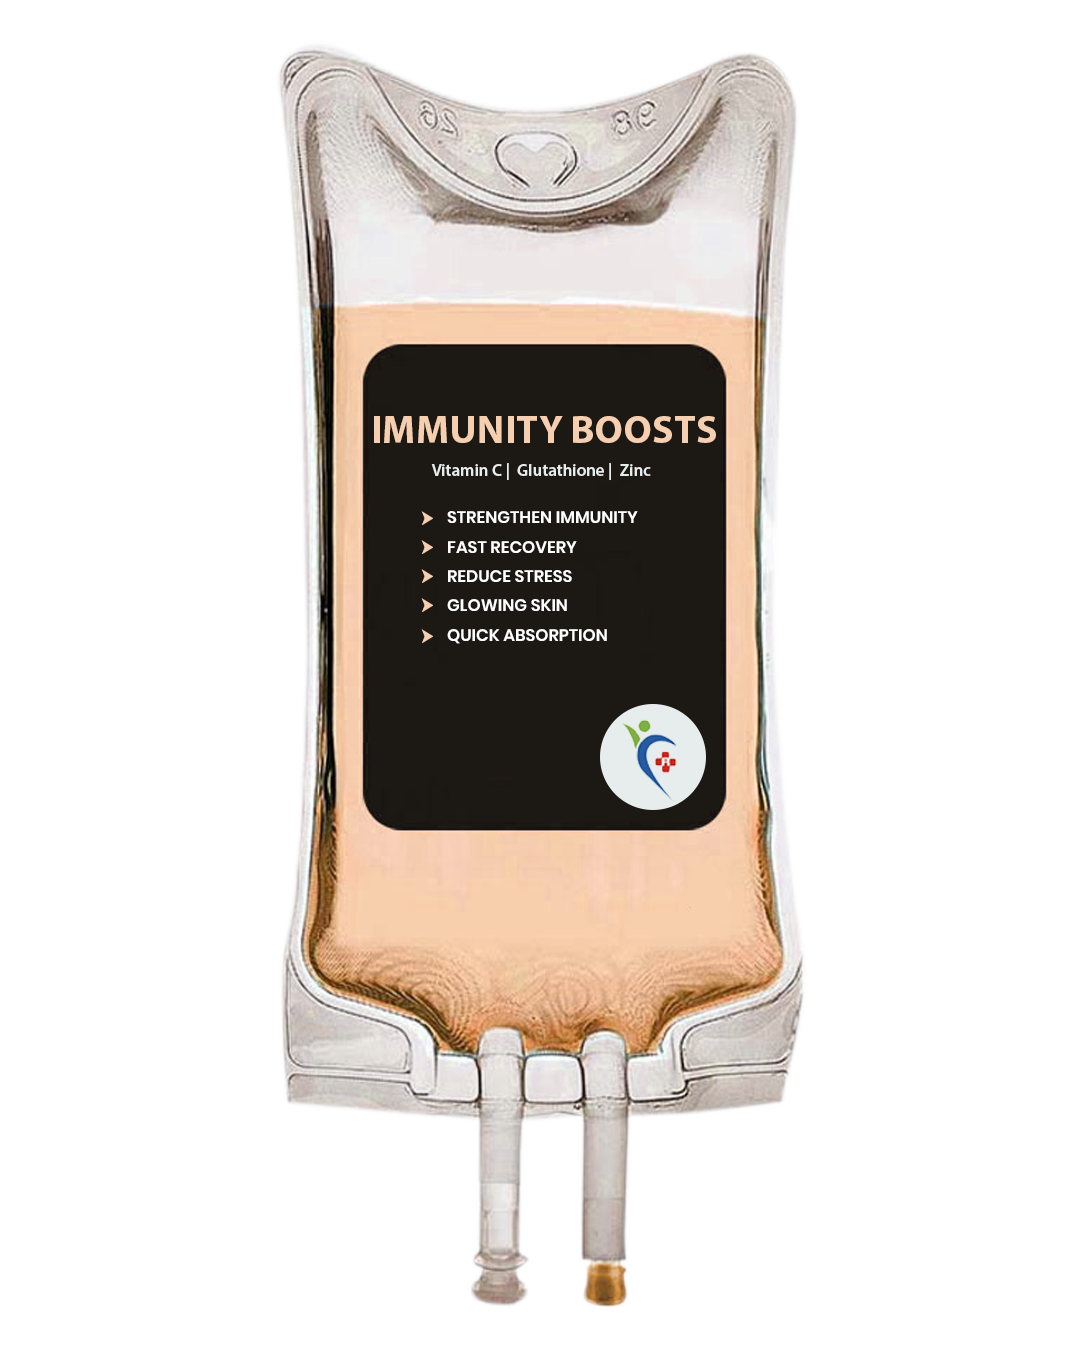 IMMUNITY BOOSTS
Vitamin C | Glutathione | Zinc
STRENGTHEN IMMUNITY
FAST RECOVERY
REDUCE STRESS
GLOWING SKIN
QUICK ABSORPTION